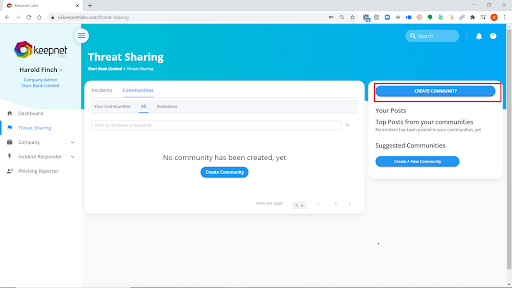 Keepnet Labs
ui.keepnetlabs.com/threat-sharing
keepnet
LABS
Search
Harold Finch
Company Admin
Starr Bank Limited
Threat Sharing
Starr Bank Limited > Threat Sharing
Dashboard
Threat Sharing
Company
Incident Responder
Phishing Reporter
Incidents
Communities
Your Communities
All
Invitations
Filter by attributes or keywords
No community has been created, yet
Create Community
Items per page:
5
CREATE COMMUNITY
Your Posts
Top Posts from your communities
No incident has been posted to your communities, yet
Suggested Communities
Create A New Community